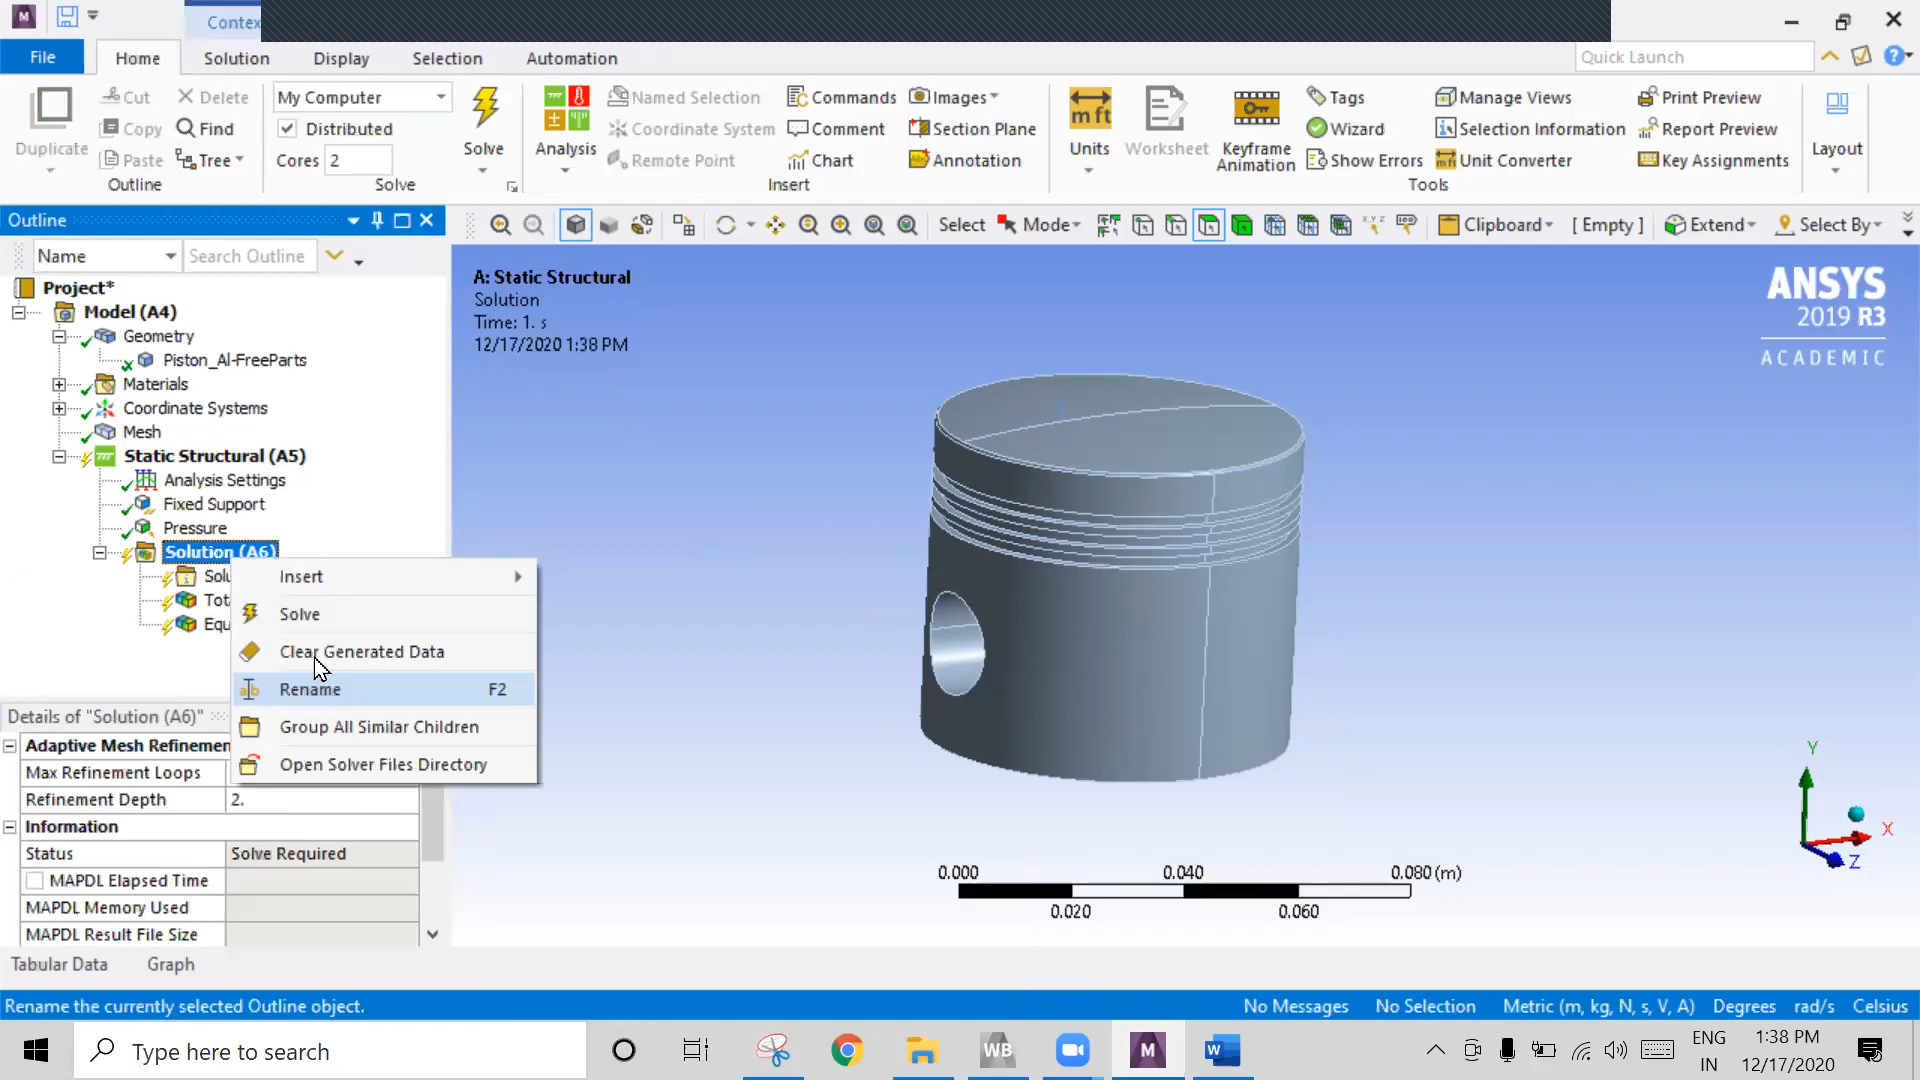 Contex
File
Home
Solution
Display
Selection
Automation
Quick Launch
Duplicate
Cut
Copy
Paste
Delete
Find
Tree
Outline
My Computer
Distributed
Cores 2
Solve
Solve
Analysis
Named Selection
Coordinate System
Remote Point
Commands
Comment
Chart
Images
Section Plane
Annotation
Insert
Units
Worksheet
Keyframe
Animation
Tags
Wizard
Show Errors
Manage Views
Selection Information
Unit Converter
Print Preview
Report Preview
Key Assignments
Tools
Layout
Outline
Select
Mode
Clipboard
[ Empty ]
Extend
Select By
Name
Search Outline
Project*
Model (A4)
Geometry
Piston_Al-FreeParts
Materials
Coordinate Systems
Mesh
Static Structural (A5)
Analysis Settings
Fixed Support
Pressure
Solution (A6)
Solu
Tot
Equ
Insert
Solve
Clear Generated Data
Rename F2
Group All Similar Children
Open Solver Files Directory
Details of "Solution (A6)"
Adaptive Mesh Refinemen
Max Refinement Loops
Refinement Depth 2.
Information
Status Solve Required
MAPDL Elapsed Time
MAPDL Memory Used
MAPDL Result File Size
A: Static Structural
Solution
Time: 1. s
12/17/2020 1:38 PM
ANSYS
2019 R3
ACADEMIC
0.000 0.040 0.080 (m)
0.020 0.060
Y
X
Z
Tabular Data
Graph
Rename the currently selected Outline object.
No Messages
No Selection
Metric (m, kg, N, s, V, A)
Degrees
rad/s
Celsius
Type here to search
WB
M
W
ENG
IN
1:38 PM
12/17/2020